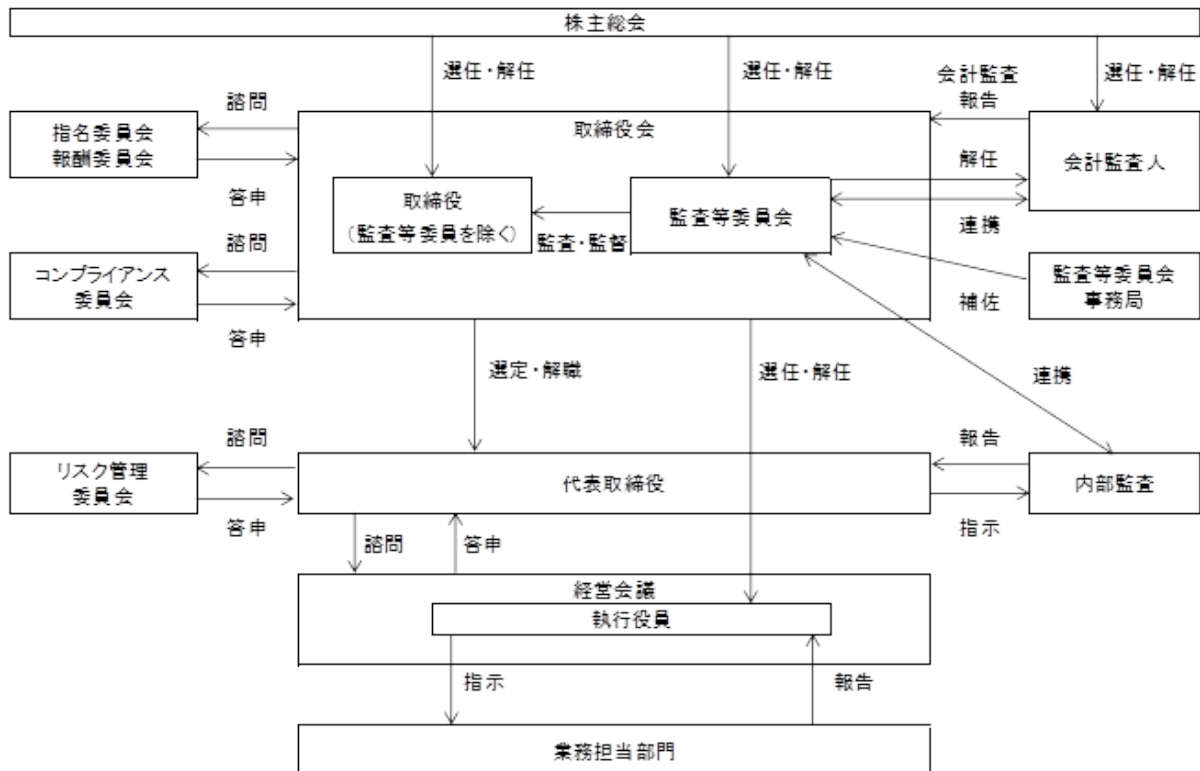 株主総会
選任・解任
選任・解任
会計監査
報告
選任・解任
諮問
指名委員会
報酬委員会
答申
取締役会
会計監査人
解任
取締役
(監査等委員を除く)
監査・監督
監査等委員会
連携
諮問
コンプライアンス
委員会
答申
監査等委員会
事務局
補佐
選定・解職
選任・解任
連携
諮問
リスク管理
委員会
答申
代表取締役
報告
内部監査
指示
諮問
答申
経営会議
執行役員
指示
報告
業務担当部門